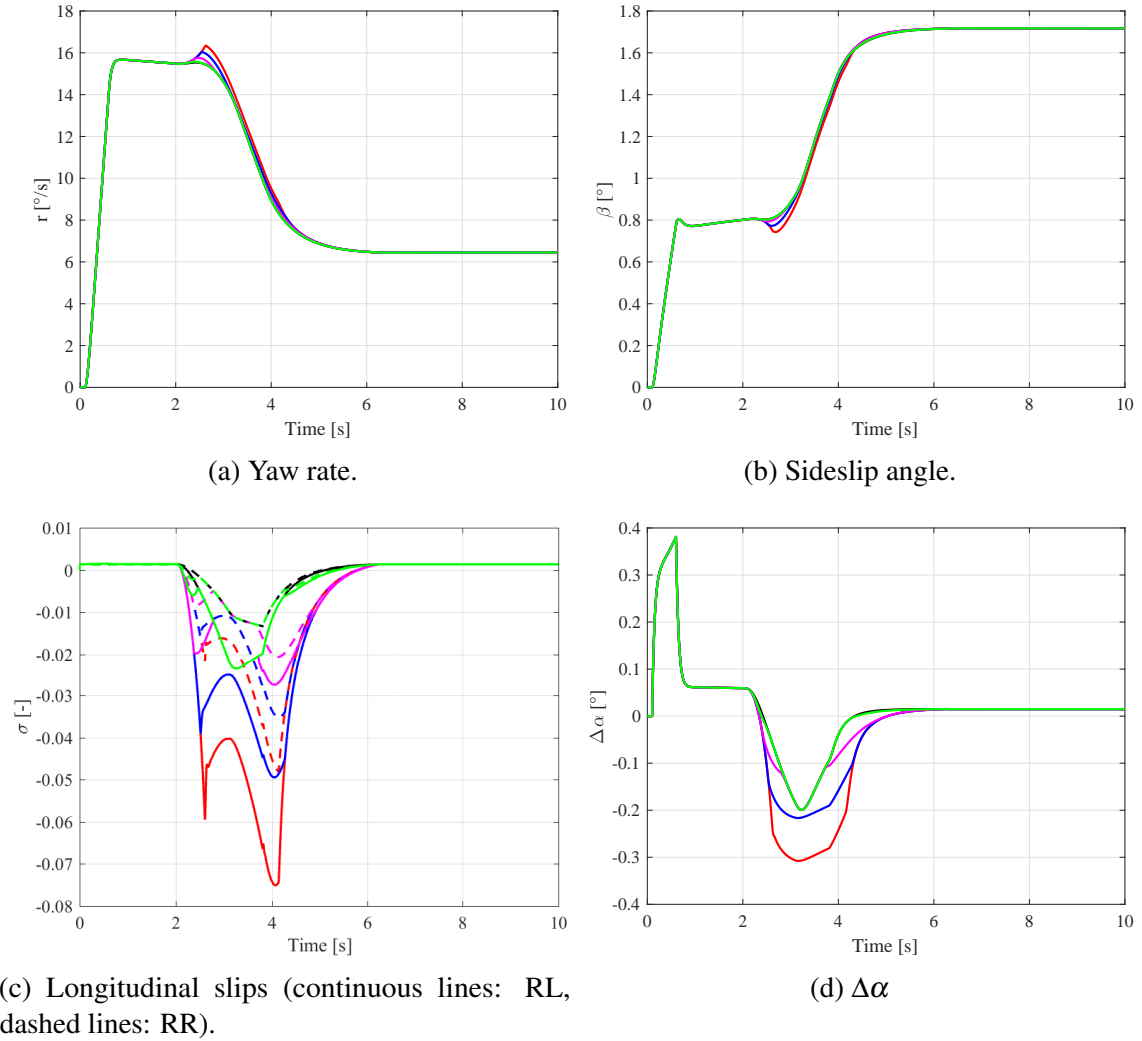 18
16
14
12
10
8
6
4
2
0
r [°/s]
0 2 4 6 8 10
Time [s]
(a) Yaw rate.
1.8
1.6
1.4
1.2
1
0.8
0.6
0.4
0.2
0
β [°]
0 2 4 6 8 10
Time [s]
(b) Sideslip angle.
0.01
0
-0.01
-0.02
-0.03
-0.04
-0.05
-0.06
-0.07
-0.08
σ [-]
0 2 4 6 8 10
Time [s]
(c) Longitudinal slips (continuous lines: RL,
dashed lines: RR).
0.4
0.3
0.2
0.1
0
-0.1
-0.2
-0.3
-0.4
Δα [°]
0 2 4 6 8 10
Time [s]
(d) Δα